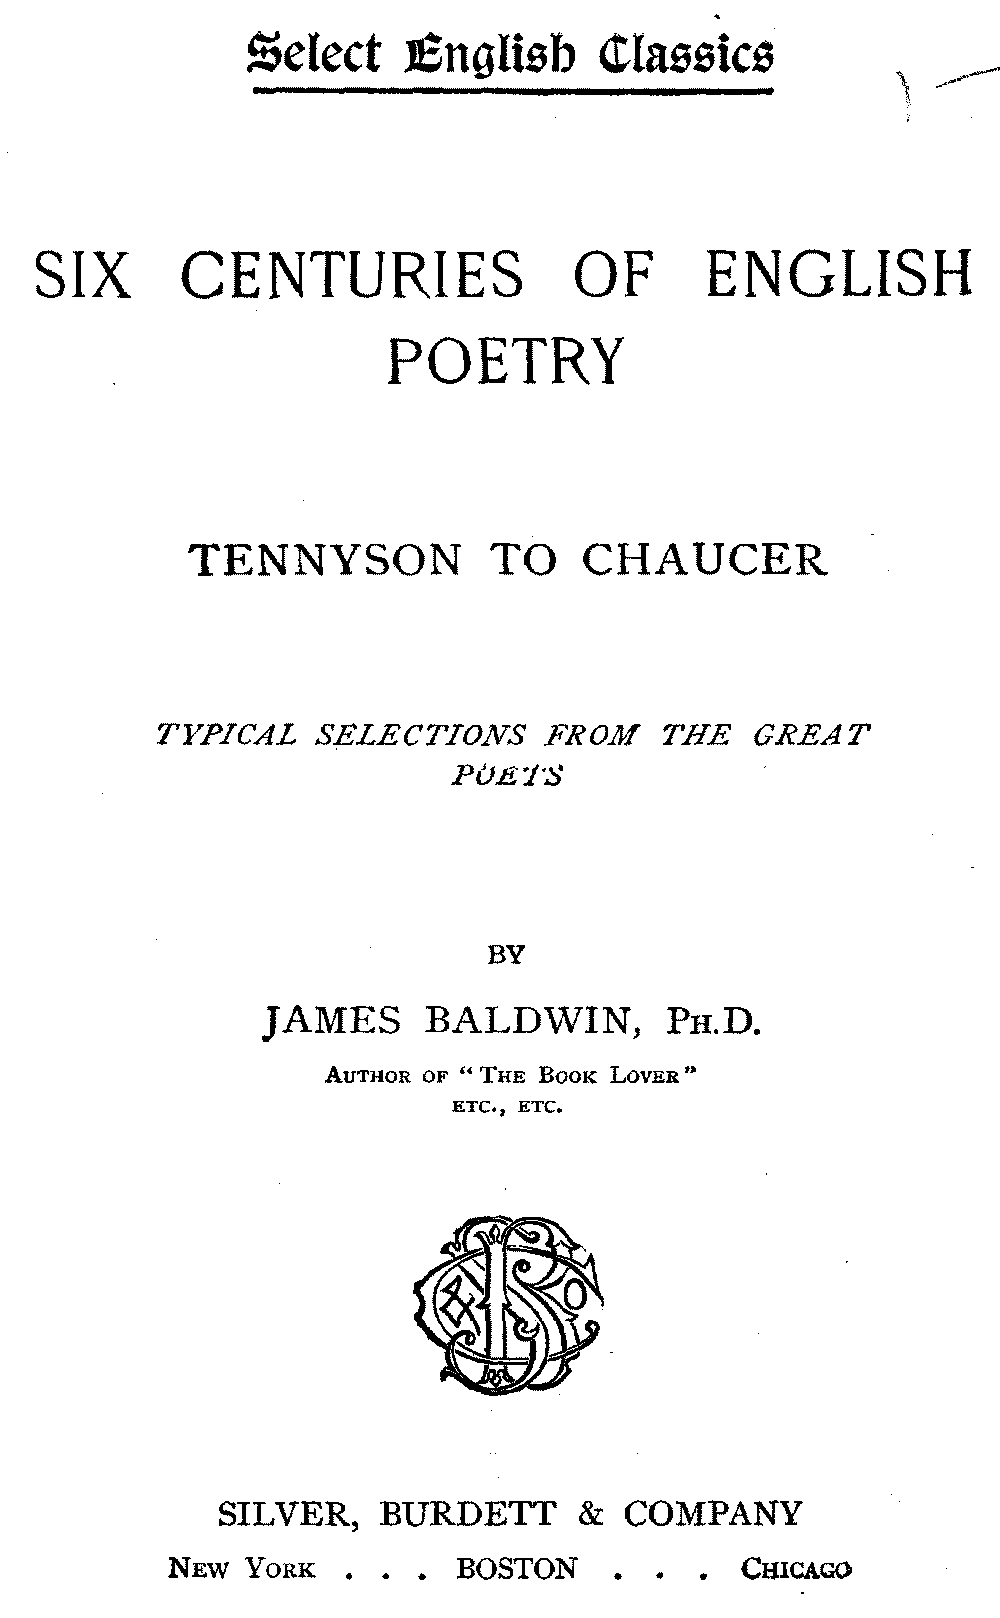 Select English Classics
SIX CENTURIES OF ENGLISH
POETRY
TENNYSON TO CHAUCER
TYPICAL SELECTIONS FROM THE GREAT
POETS
BY
JAMES BALDWIN, PH.D.
AUTHOR OF "THE BOOK LOVER"
ETC., ETC.
SILVER, BURDETT & COMPANY
NEW YORK . . . BOSTON . . . CHICAGO